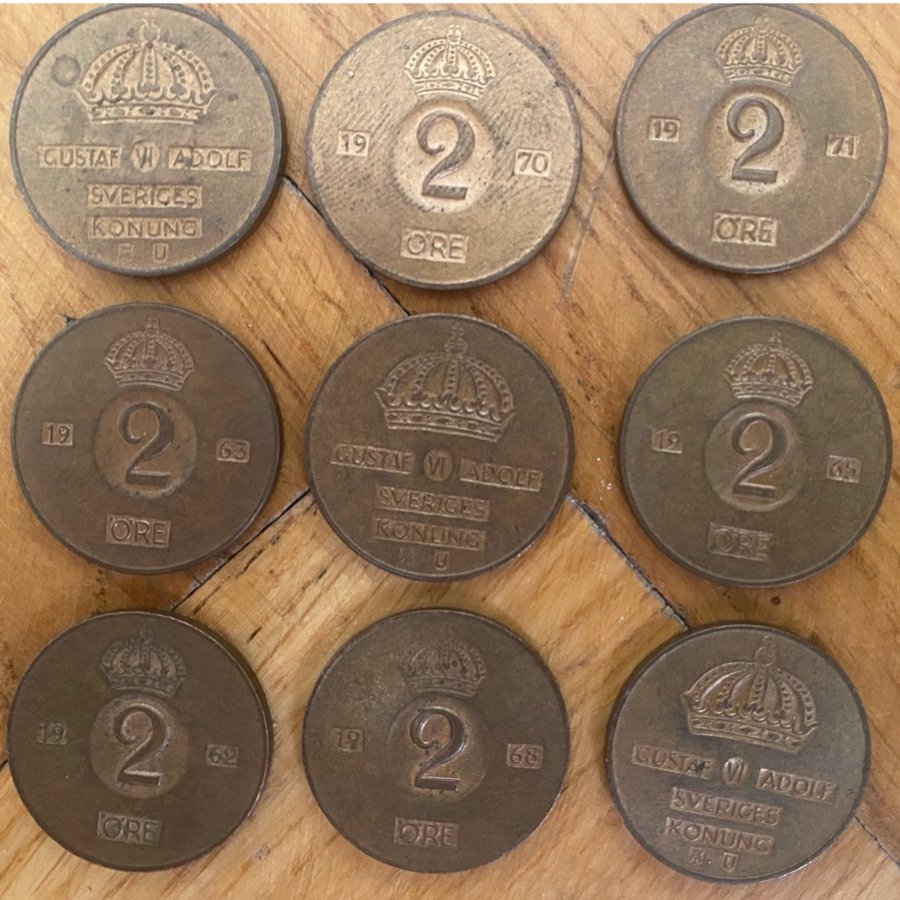 GUSTAF VI ADOLF
SVERIGES
KONUNG
U
19 2 70
ÖRE
19 2 71
ÖRE
19 2 63
ÖRE
GUSTAF VI ADOLF
SVERIGES
KONUNG
U
19 2 65
ÖRE
19 2 62
ÖRE
19 2 68
ÖRE
GUSTAF VI ADOLF
SVERIGES
KONUNG
U